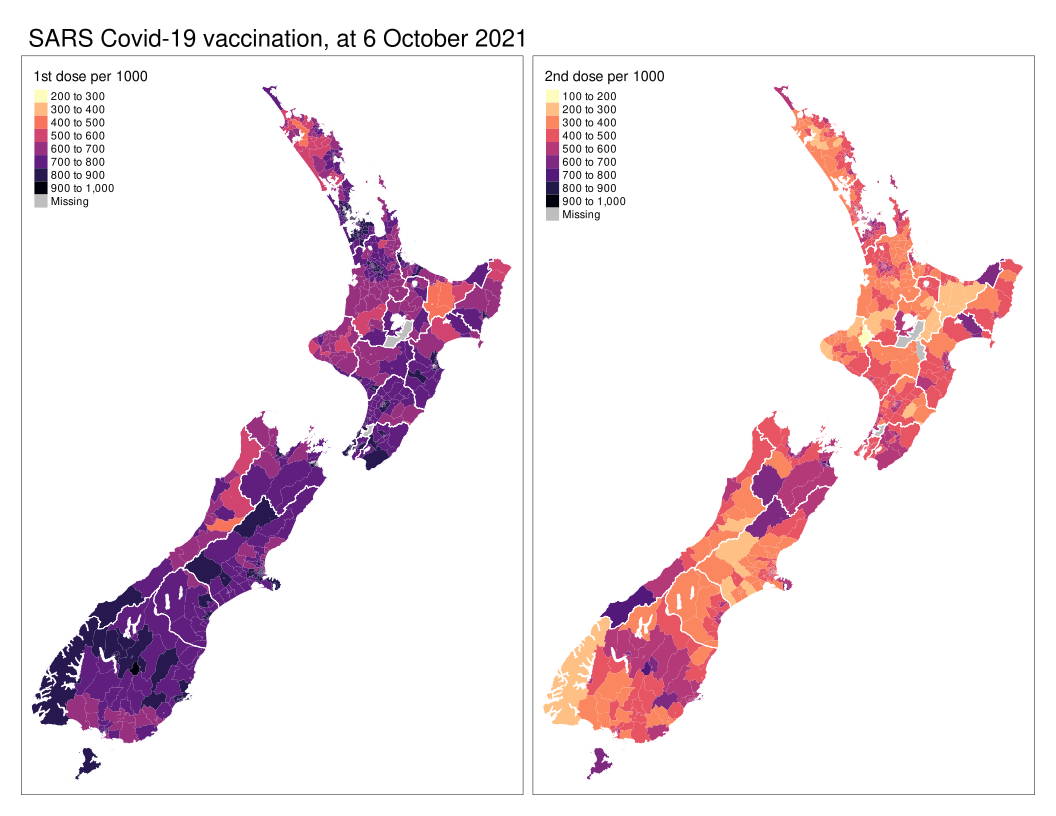 SARS Covid-19 vaccination, at 6 October 2021
1st dose per 1000
200 to 300
300 to 400
400 to 500
500 to 600
600 to 700
700 to 800
800 to 900
900 to 1,000
Missing
2nd dose per 1000
100 to 200
200 to 300
300 to 400
400 to 500
500 to 600
600 to 700
700 to 800
800 to 900
900 to 1,000
Missing